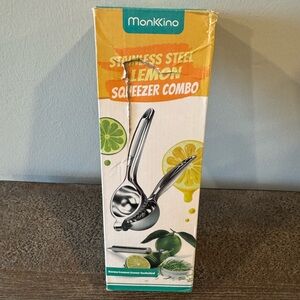 MonKKino
STAINLESS STEEL
LEMON
SQUEEZER COMBO